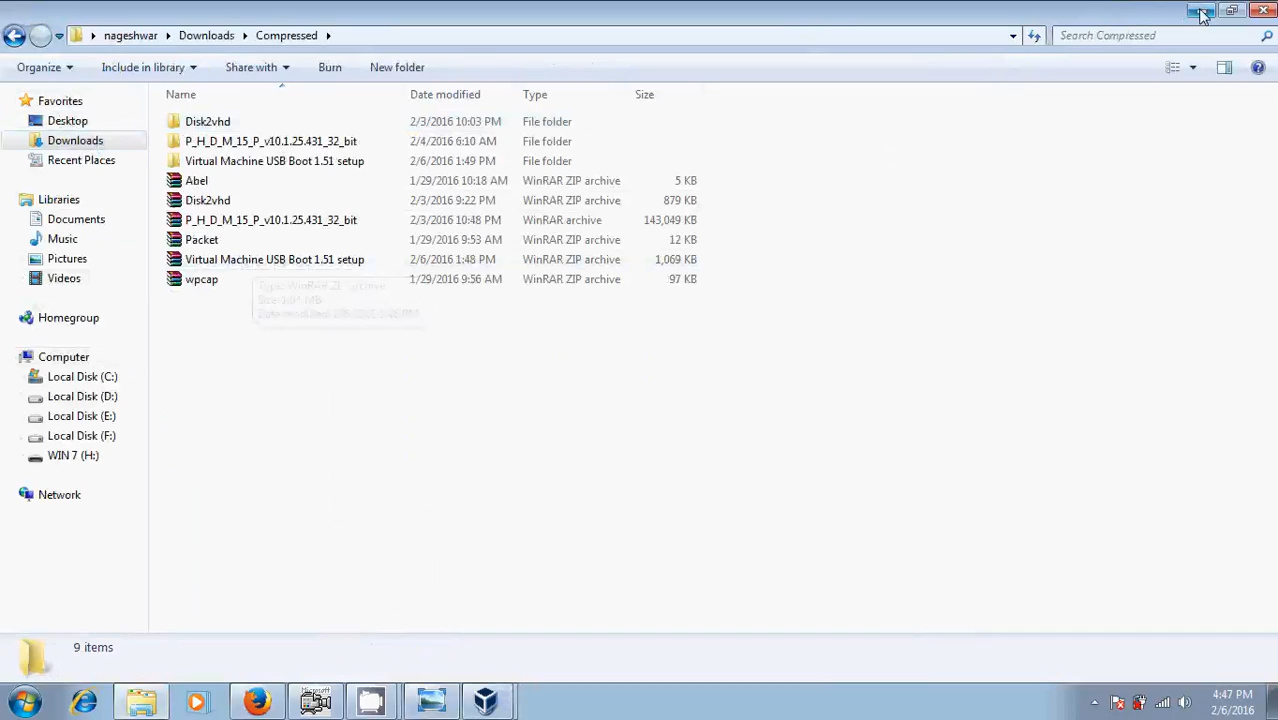 nageshwar Downloads Compressed Search Compressed
Organize Include in library Share with Burn New folder
Name Date modified Type Size
Favorites
Desktop
Downloads
Recent Places
Libraries
Documents
Music
Pictures
Videos
Homegroup
Computer
Local Disk (C:)
Local Disk (D:)
Local Disk (E:)
Local Disk (F:)
WIN 7 (H:)
Network
Disk2vhd 2/3/2016 10:03 PM File folder
P_H_D_M_15_P_v10.1.25.431_32_bit 2/4/2016 6:10 AM File folder
Virtual Machine USB Boot 1.51 setup 2/6/2016 1:49 PM File folder
Abel 1/29/2016 10:18 AM WinRAR ZIP archive 5 KB
Disk2vhd 2/3/2016 9:22 PM WinRAR ZIP archive 879 KB
P_H_D_M_15_P_v10.1.25.431_32_bit 2/3/2016 10:48 PM WinRAR archive 143,049 KB
Packet 1/29/2016 9:53 AM WinRAR ZIP archive 12 KB
Virtual Machine USB Boot 1.51 setup 2/6/2016 1:48 PM WinRAR ZIP archive 1,069 KB
wpcap 1/29/2016 9:56 AM WinRAR ZIP archive 97 KB
9 items
Microsoft
4:47 PM
2/6/2016